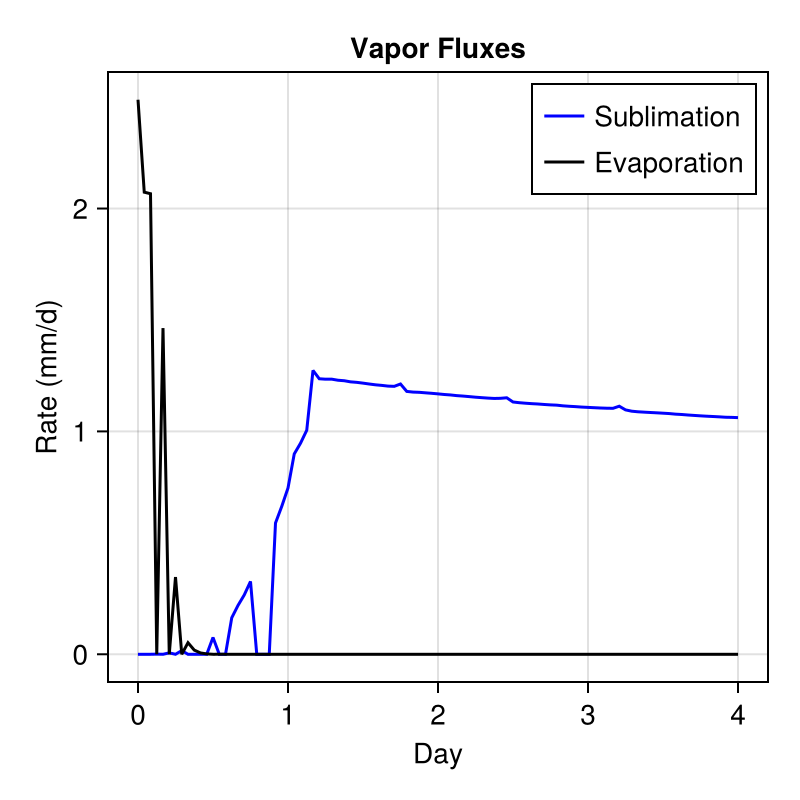 Vapor Fluxes
Sublimation
Evaporation
Rate (mm/d)
2
1
0
0 1 2 3 4
Day